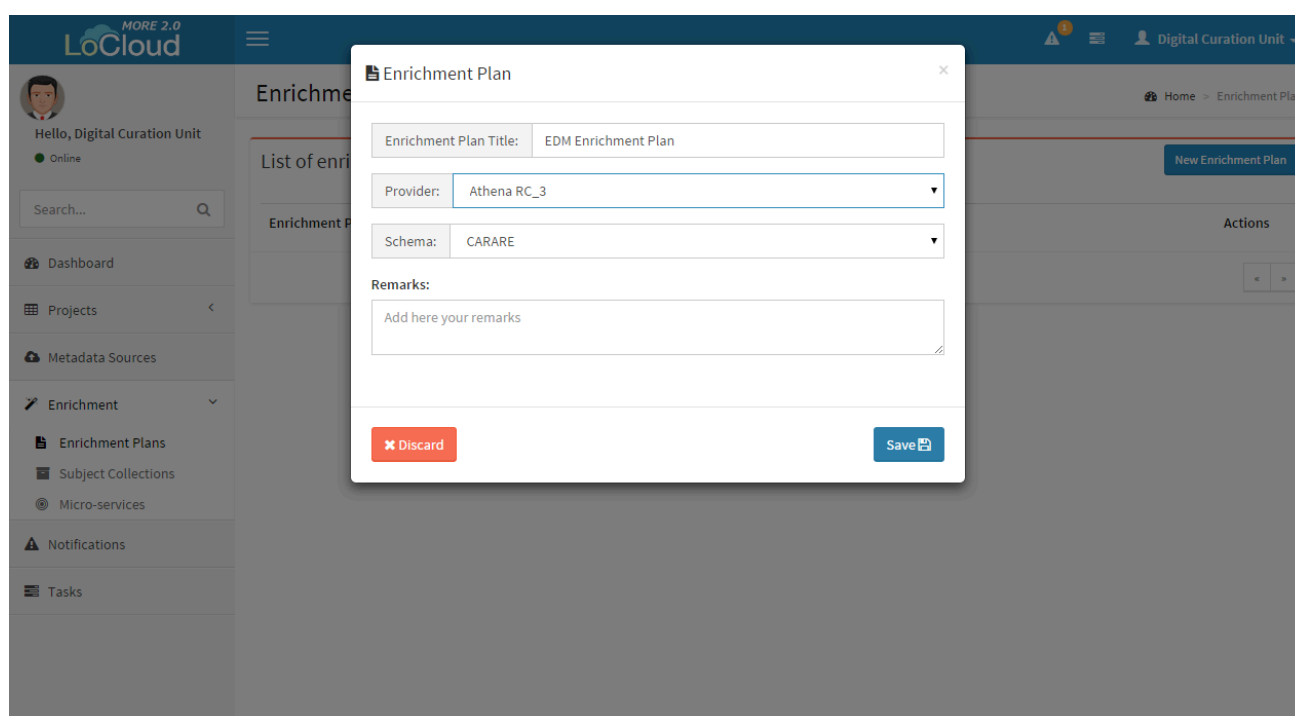 MORE 2.0
LoCloud
1
Digital Curation Unit
Hello, Digital Curation Unit
Online
Search...
Dashboard
Projects
Metadata Sources
Enrichment
Enrichment Plans
Subject Collections
Micro-services
Notifications
Tasks
Enrichme
Home > Enrichment Pla
List of enri
New Enrichment Plan
Enrichment P
Actions
« »
Enrichment Plan
×
Enrichment Plan Title: EDM Enrichment Plan
Provider: Athena RC_3
Schema: CARARE
Remarks:
Add here your remarks
Discard
Save